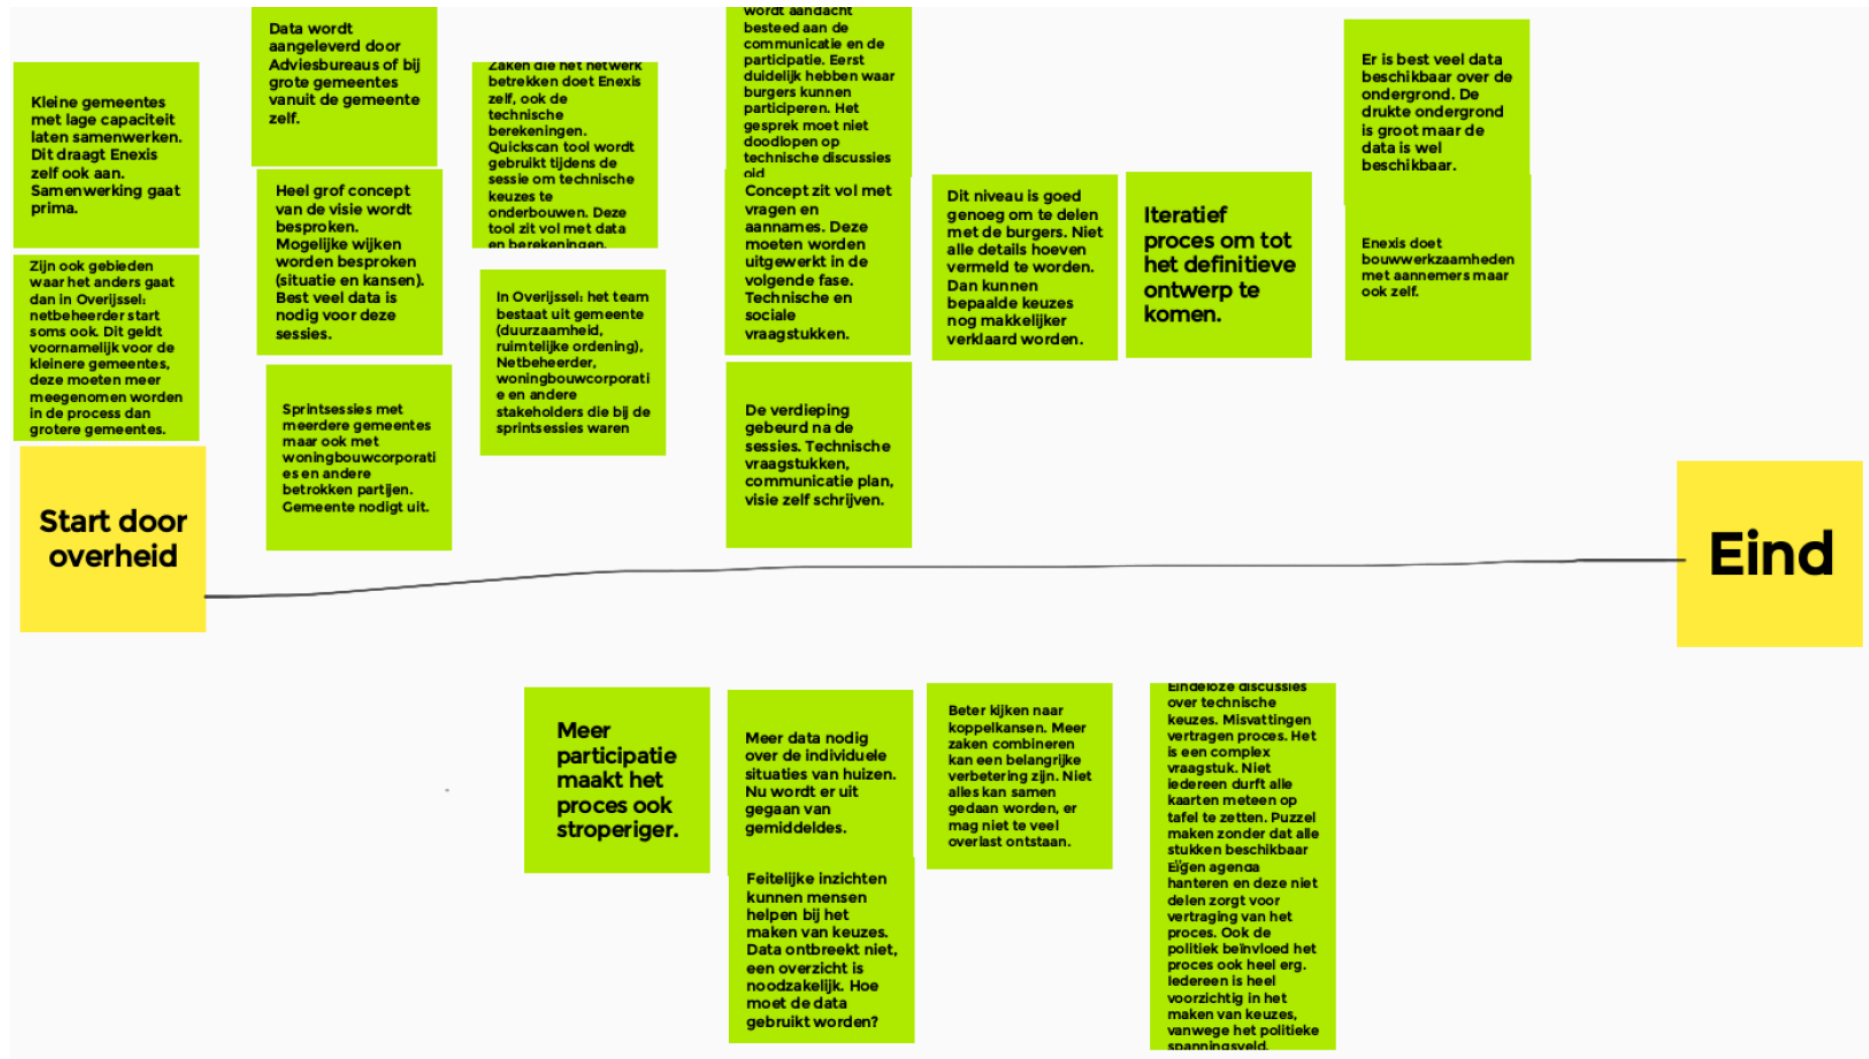 Kleine gemeentes
met lage capaciteit
laten samenwerken.
Dit draagt Enexis
zelf ook aan.
Samenwerking gaat
prima.
Zijn ook gebieden
waar het anders gaat
dan in Overijssel:
netbeheerder start
soms ook. Dit geldt
voornamelijk voor de
kleinere gemeentes,
deze moeten meer
meegenomen worden
in de process dan
grotere gemeentes.
Start door
overheid
Data wordt
aangeleverd door
Adviesbureaus of bij
grote gemeentes
vanuit de gemeente
zelf.
Heel grof concept
van de visie wordt
besproken.
Mogelijke wijken
worden besproken
(situatie en kansen).
Best veel data is
nodig voor deze
sessies.
Sprintsessies met
meerdere gemeentes
maar ook met
woningbouwcorporati
es en andere
betrokken partijen.
Gemeente nodigt uit.
Zaken die het netwerk
betrekken doet Enexis
zelf, ook de
technische
berekeningen.
Quickscan tool wordt
gebruikt tijdens de
sessie om technische
keuzes te
onderbouwen. Deze
tool zit vol met data
en berekeningen.
In Overijssel: het team
bestaat uit gemeente
(duurzaamheid,
ruimtelijke ordening),
Netbeheerder,
woningbouwcorporati
e en andere
stakeholders die bij de
sprintsessies waren
wordt aandacht
besteed aan de
communicatie en de
participatie. Eerst
duidelijk hebben waar
burgers kunnen
participeren. Het
gesprek moet niet
doodlopen op
technische discussies
oid
Concept zit vol met
vragen en
aannames. Deze
moeten worden
uitgewerkt in de
volgende fase.
Technische en
sociale
vraagstukken.
De verdieping
gebeurd na de
sessies. Technische
vraagstukken,
communicatie plan,
visie zelf schrijven.
Dit niveau is goed
genoeg om te delen
met de burgers. Niet
alle details hoeven
vermeld te worden.
Dan kunnen
bepaalde keuzes
nog makkelijker
verklaard worden.
Iteratief
proces om tot
het definitieve
ontwerp te
komen.
Er is best veel data
beschikbaar over de
ondergrond. De
drukte ondergrond
is groot maar de
data is wel
beschikbaar.
Enexis doet
bouwwerkzaamheden
met aannemers maar
ook zelf.
Eind
Meer
participatie
maakt het
proces ook
stroperiger.
Meer data nodig
over de individuele
situaties van huizen.
Nu wordt er uit
gegaan van
gemiddeldes.
Feitelijke inzichten
kunnen mensen
helpen bij het
maken van keuzes.
Data ontbreekt niet,
een overzicht is
noodzakelijk. Hoe
moet de data
gebruikt worden?
Beter kijken naar
koppelkansen. Meer
zaken combineren
kan een belangrijke
verbetering zijn. Niet
alles kan samen
gedaan worden, er
mag niet te veel
overlast ontstaan.
Eindeloze discussies
over technische
keuzes. Misvattingen
vertragen proces. Het
is een complex
vraagstuk. Niet
iedereen durft alle
kaarten meteen op
tafel te zetten. Puzzel
maken zonder dat alle
stukken beschikbaar
Eigen agenda
hanteren en deze niet
delen zorgt voor
vertraging van het
proces. Ook de
politiek beïnvloed het
proces ook heel erg.
Iedereen is heel
voorzichtig in het
maken van keuzes,
vanwege het politieke
spanningsveld.